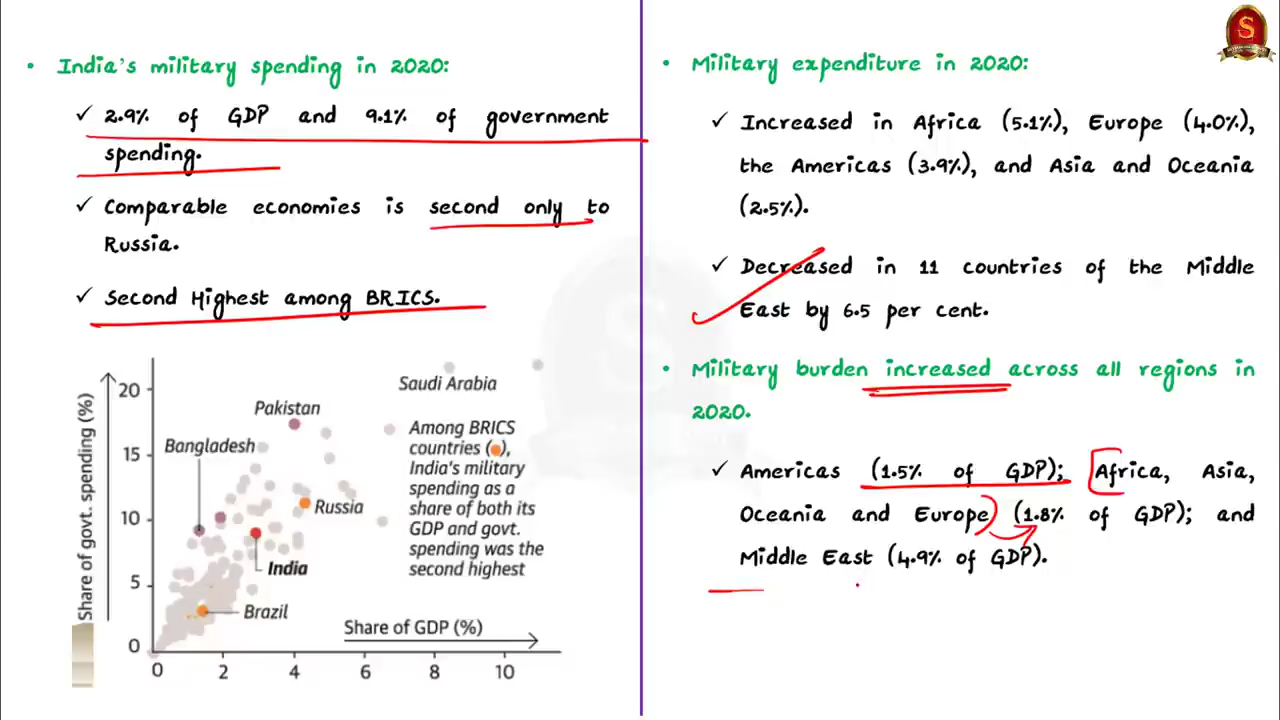 • India's military spending in 2020:
✓ 2.9% of GDP and 9.1% of government
spending.
✓ Comparable economies is second only to
Russia.
✓ Second Highest among BRICS.
Share of govt. spending (%)
20
15
10
5
0
0 2 4 6 8 10
Share of GDP (%)
Saudi Arabia
Pakistan
Bangladesh
Russia
India
Brazil
Among BRICS
countries (●),
India's military
spending as a
share of both its
GDP and govt.
spending was the
second highest
• Military expenditure in 2020:
✓ Increased in Africa (5.1%), Europe (4.0%),
the Americas (3.9%), and Asia and Oceania
(2.5%).
✓ Decreased in 11 countries of the Middle
East by 6.5 per cent.
• Military burden increased across all regions in
2020.
✓ Americas (1.5% of GDP); Africa, Asia,
Oceania and Europe (1.8% of GDP); and
Middle East (4.9% of GDP).
S